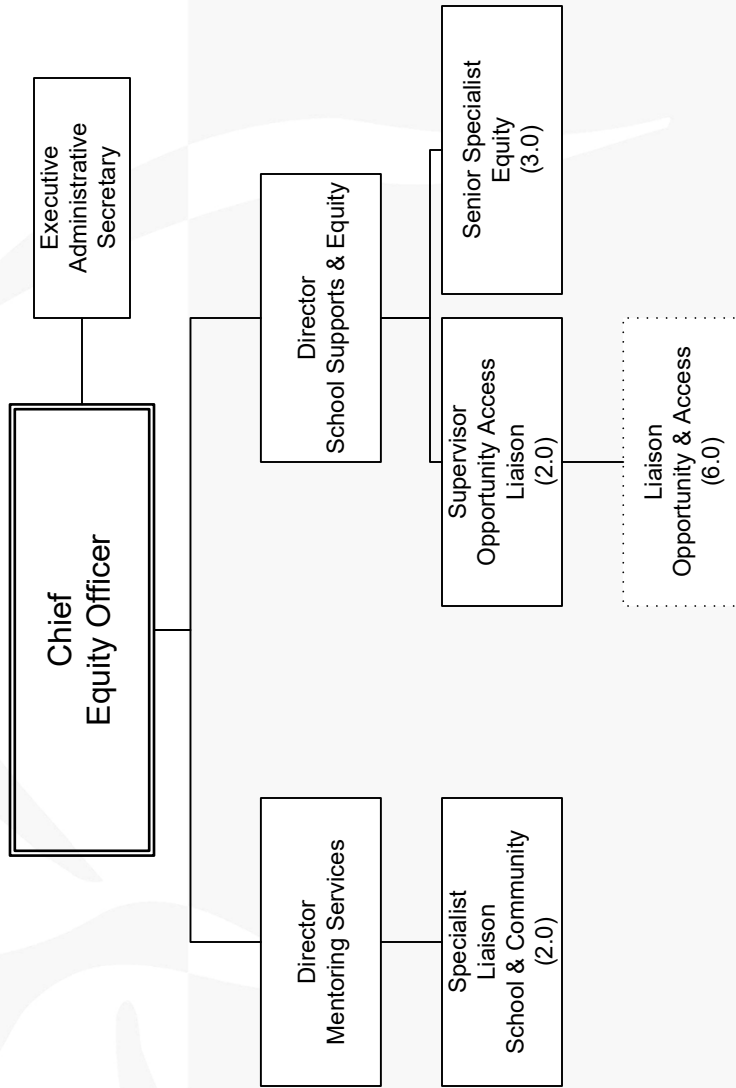 Chief
Equity Officer
Executive
Administrative
Secretary
Director
Mentoring Services
Director
School Supports & Equity
Specialist
Liaison
School & Community
(2.0)
Supervisor
Opportunity Access
Liaison
(2.0)
Senior Specialist
Equity
(3.0)
Liaison
Opportunity & Access
(6.0)